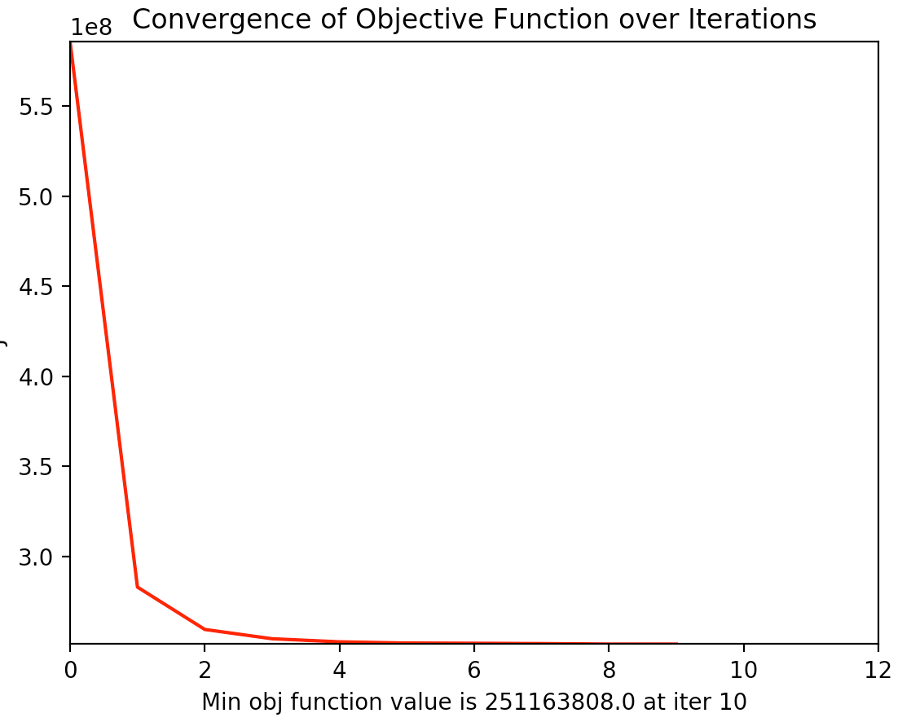 Convergence of Objective Function over Iterations
1e8
5.5
5.0
4.5
4.0
3.5
3.0
0 2 4 6 8 10 12
Min obj function value is 251163808.0 at iter 10